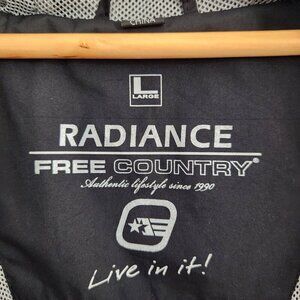 L
LARGE
RADIANCE
FREE COUNTRY®
Authentic lifestyle since 1990
Live in it!